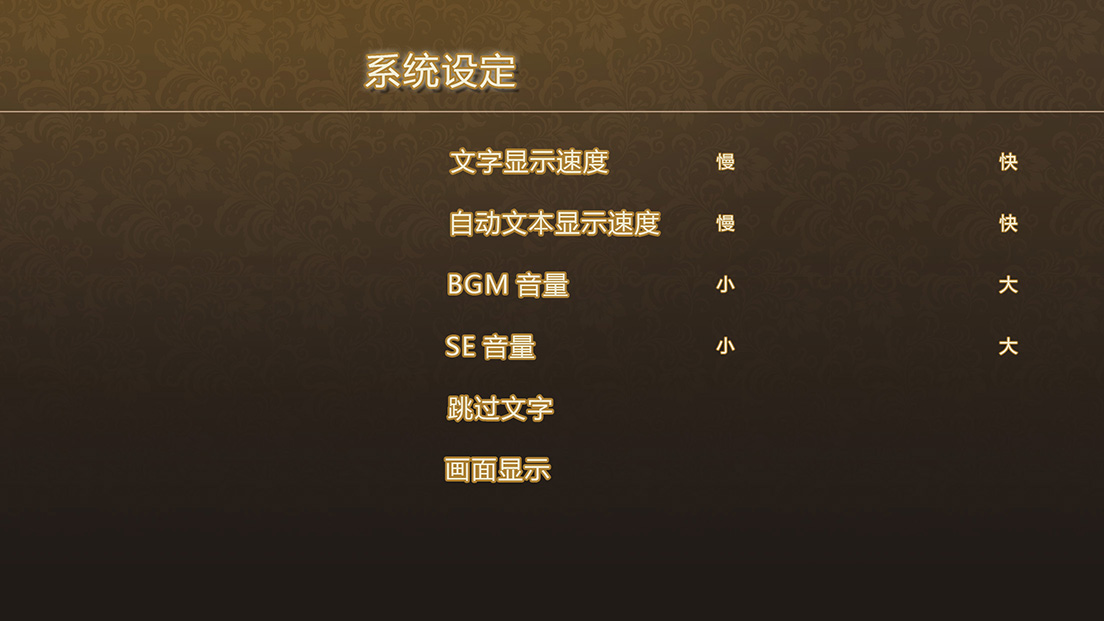 系统设定
文字显示速度 慢 快
自动文本显示速度 慢 快
BGM 音量 小 大
SE 音量 小 大
跳过文字
画面显示